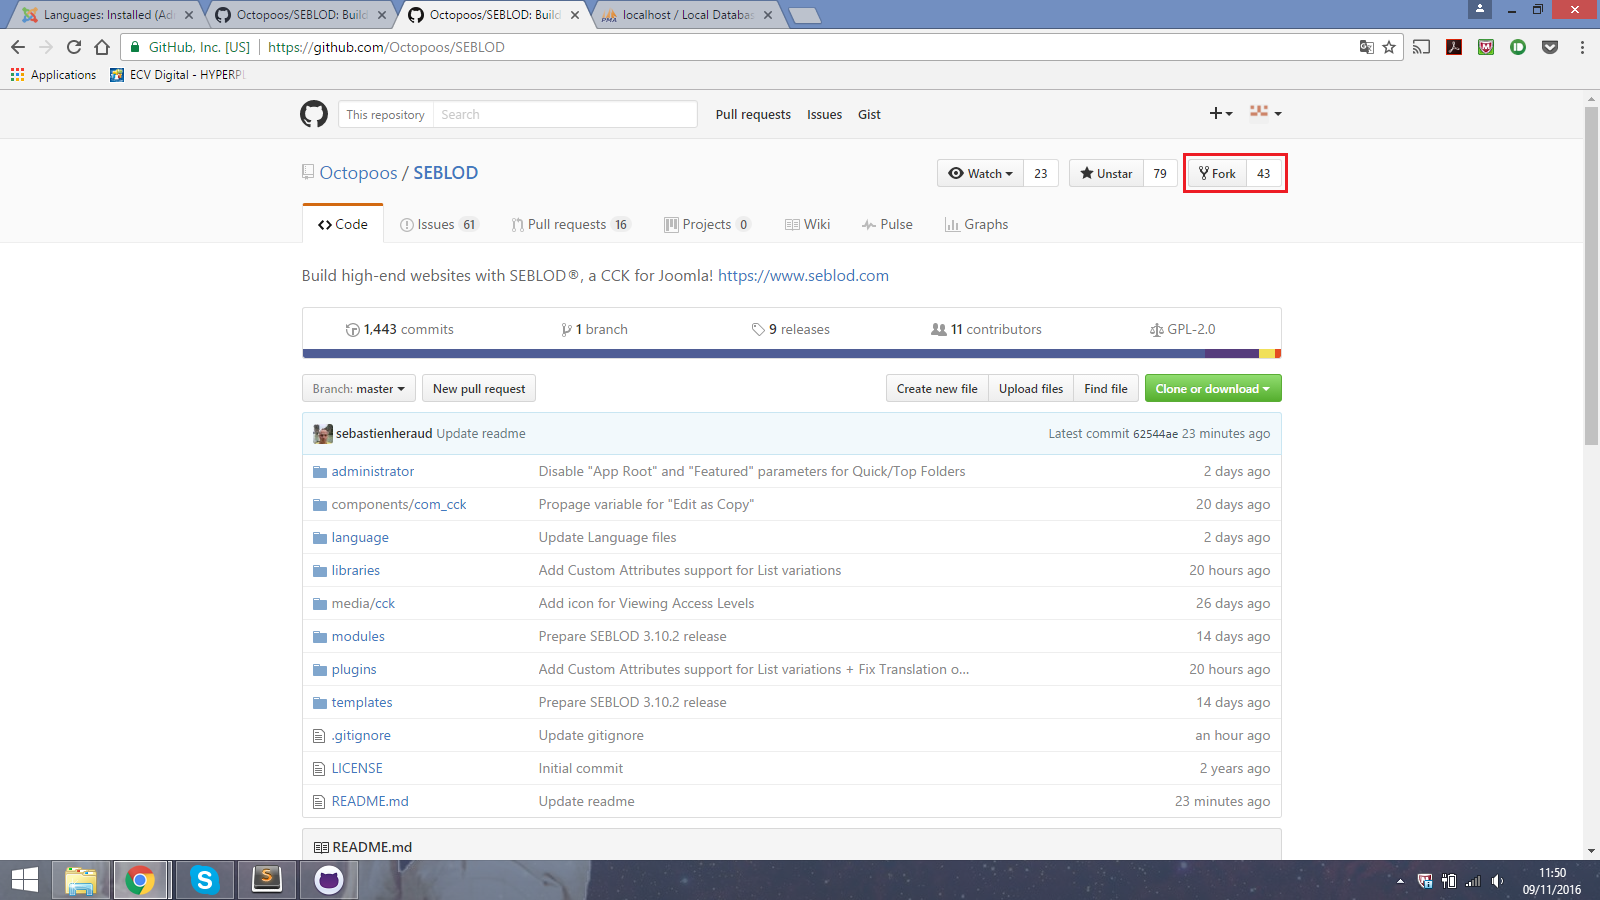 Languages: Installed (Ad
Octopoos/SEBLOD: Build
Octopoos/SEBLOD: Build
localhost / Local Databas
GitHub, Inc. [US]
https://github.com/Octopoos/SEBLOD
Applications
ECV Digital - HYPERPL
This repository
Search
Pull requests
Issues
Gist
Octopoos / SEBLOD
Watch 23
Unstar 79
Fork 43
Code
Issues 61
Pull requests 16
Projects 0
Wiki
Pulse
Graphs
Build high-end websites with SEBLOD®, a CCK for Joomla! https://www.seblod.com
1,443 commits
1 branch
9 releases
11 contributors
GPL-2.0
Branch: master
New pull request
Create new file
Upload files
Find file
Clone or download
sebastienheraud Update readme
Latest commit 62544ae 23 minutes ago
administrator
Disable "App Root" and "Featured" parameters for Quick/Top Folders
2 days ago
components/com_cck
Propage variable for "Edit as Copy"
20 days ago
language
Update Language files
2 days ago
libraries
Add Custom Attributes support for List variations
20 hours ago
media/cck
Add icon for Viewing Access Levels
26 days ago
modules
Prepare SEBLOD 3.10.2 release
14 days ago
plugins
Add Custom Attributes support for List variations + Fix Translation o...
20 hours ago
templates
Prepare SEBLOD 3.10.2 release
14 days ago
.gitignore
Update gitignore
an hour ago
LICENSE
Initial commit
2 years ago
README.md
Update readme
23 minutes ago
README.md
11:50
09/11/2016